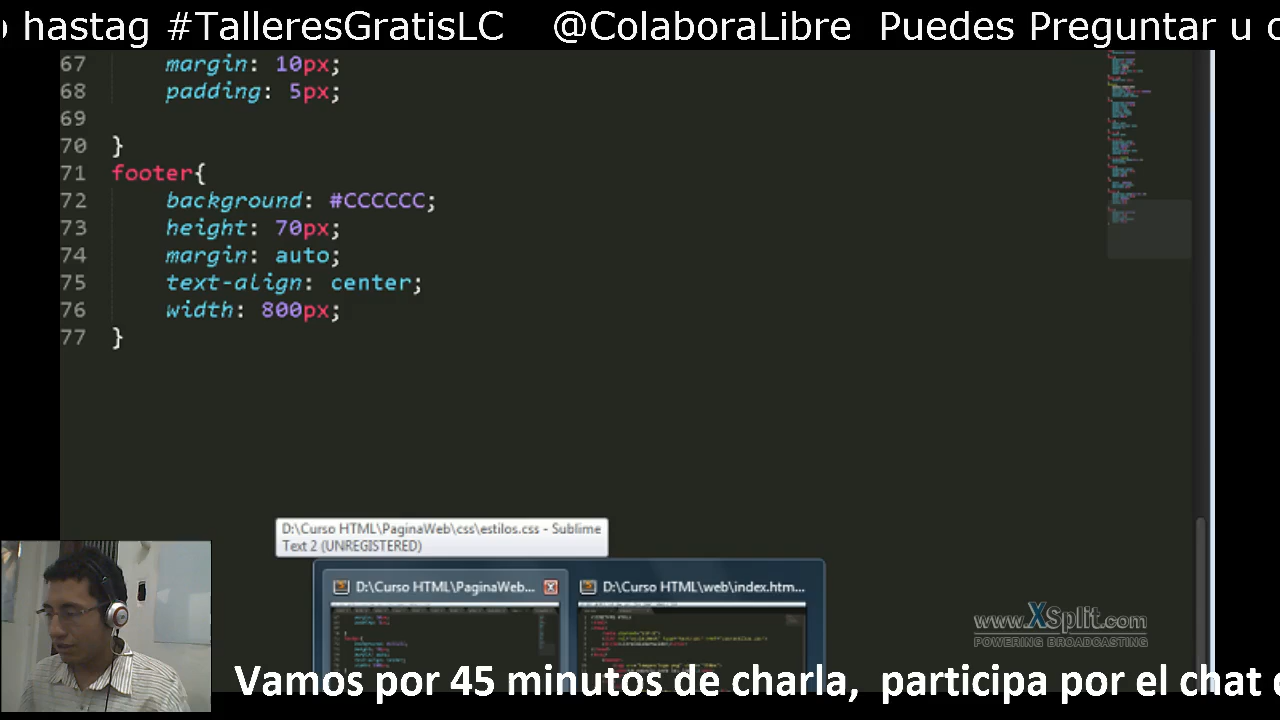 hastag #TalleresGratisLC @ColaboraLibre Puedes Preguntar u
67 margin: 10px;
68 padding: 5px;
69
70 }
71 footer{
72 background: #CCCCCC;
73 height: 70px;
74 margin: auto;
75 text-align: center;
76 width: 800px;
77 }
D:\Curso HTML\PaginaWeb\css\estilos.css - Sublime
Text 2 (UNREGISTERED)
D:\Curso HTML\PaginaWeb... D:\Curso HTML\web\index.htm...
www.XSplit.com
POWERING BROADCASTING
Vamos por 45 minutos de charla, participa por el chat